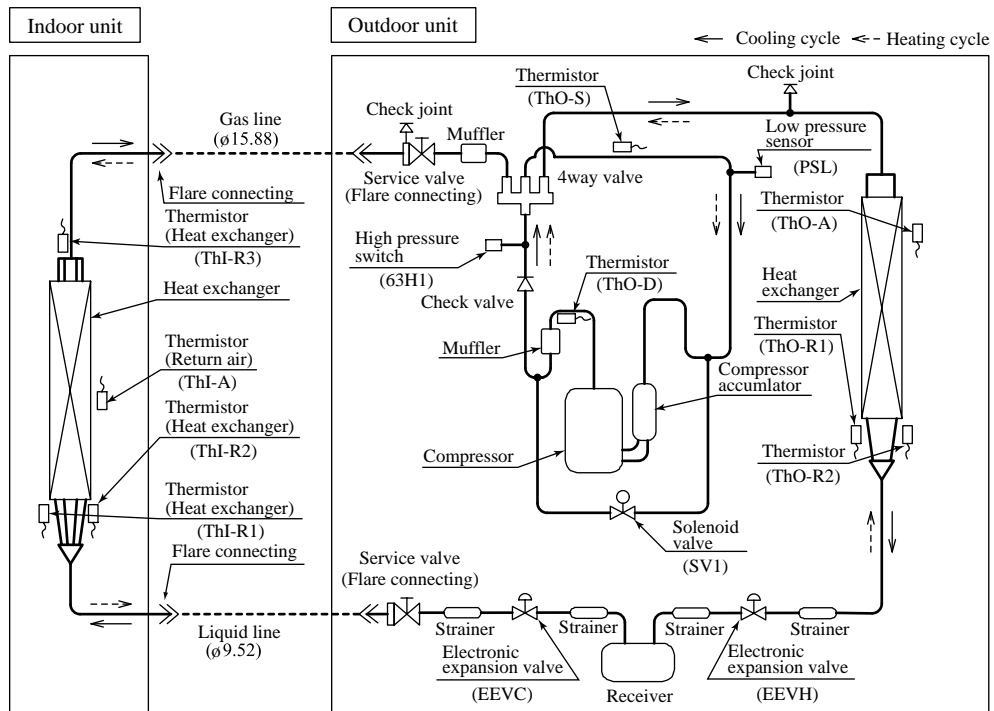 Indoor unit
Outdoor unit
Cooling cycle
Heating cycle
Check joint
Thermistor
(ThO-S)
Check joint
Gas line
(ø15.88)
Muffler
Low pressure
sensor
(PSL)
Service valve
(Flare connecting)
4way valve
Flare connecting
Thermistor
(Heat exchanger)
(ThI-R3)
Thermistor
(ThO-A)
High pressure
switch
(63H1)
Thermistor
(ThO-D)
Check valve
Heat exchanger
Heat
exchanger
Thermistor
(Return air)
(ThI-A)
Muffler
Thermistor
(ThO-R1)
Compressor
accumlator
Thermistor
(Heat exchanger)
(ThI-R2)
Compressor
Thermistor
(ThO-R2)
Thermistor
(Heat exchanger)
(ThI-R1)
Solenoid
valve
(SV1)
Flare connecting
Service valve
(Flare connecting)
Liquid line
(ø9.52)
Strainer
Strainer
Strainer
Strainer
Electronic
expansion valve
(EEVC)
Receiver
Electronic
expansion valve
(EEVH)